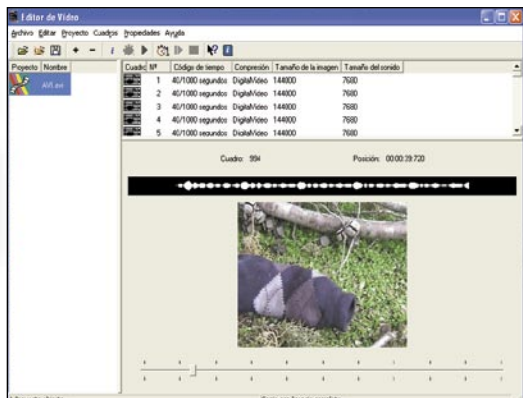 Editor de Vídeo
Archivo Editar Proyecto Cuadros Propiedades Ayuda
Proyecto Nombre
AVI.avi
Cuadro Nº Código de tiempo Compresión Tamaño de la imagen Tamaño del sonido
1 40/1000 segundos DigitalVideo 144000 7680
2 40/1000 segundos DigitalVideo 144000 7680
3 40/1000 segundos DigitalVideo 144000 7680
4 40/1000 segundos DigitalVideo 144000 7680
5 40/1000 segundos DigitalVideo 144000 7680
Cuadro: 994 Posición: 00:00:39:720